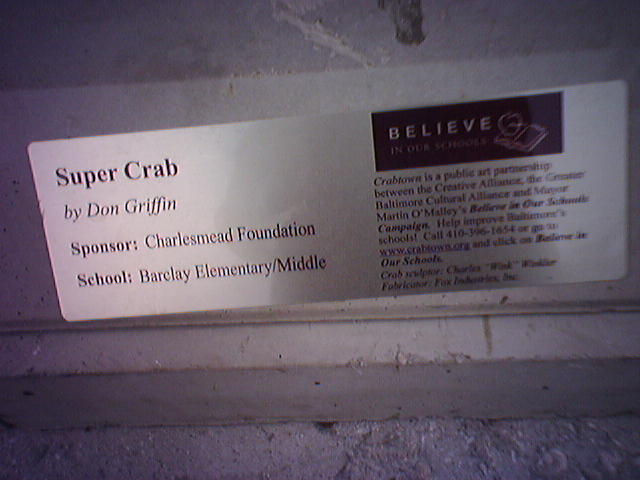 Super Crab
by Don Griffin
Sponsor: Charlesmead Foundation
School: Barclay Elementary/Middle
BELIEVE
IN OUR SCHOOLS
Crabtown is a public art partnership
between the Creative Alliance, the Greater
Baltimore Cultural Alliance and Mayor
Martin O'Malley's Believe in Our Schools
Campaign. Help improve Baltimore's
schools! Call 410-396-1654 or go to
www.crabtown.org and click on Believe in
Our Schools.
Crab sculptor: Charles "Wink" Winkler
Fabricator: Fox Industries, Inc.